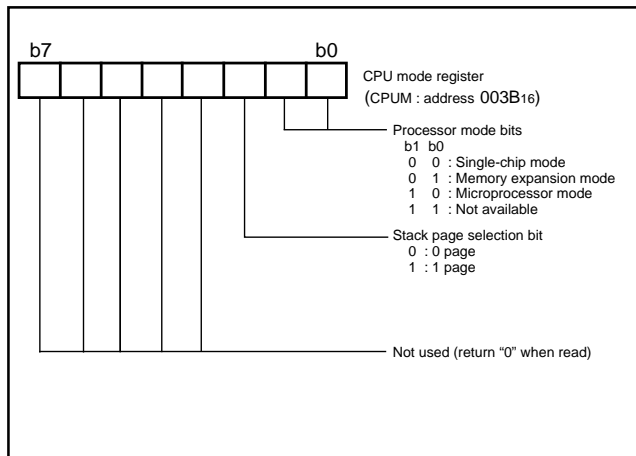 b7 b0
CPU mode register
(CPUM : address 003B16)
Processor mode bits
b1 b0
0 0 : Single-chip mode
0 1 : Memory expansion mode
1 0 : Microprocessor mode
1 1 : Not available
Stack page selection bit
0 : 0 page
1 : 1 page
Not used (return “0” when read)